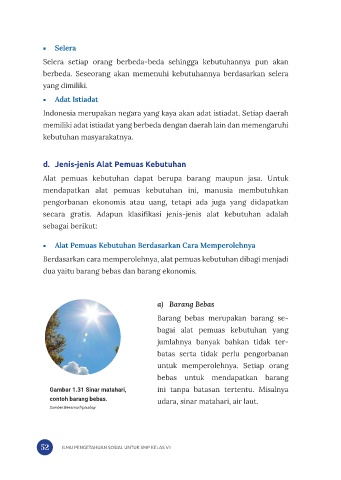 • Selera
Selera setiap orang berbeda-beda sehingga kebutuhannya pun akan
berbeda. Seseorang akan memenuhi kebutuhannya berdasarkan selera
yang dimiliki.
• Adat Istiadat
Indonesia merupakan negara yang kaya akan adat istiadat. Setiap daerah
memiliki adat istiadat yang berbeda dengan daerah lain dan memengaruhi
kebutuhan masyarakatnya.
d. Jenis-jenis Alat Pemuas Kebutuhan
Alat pemuas kebutuhan dapat berupa barang maupun jasa. Untuk
mendapatkan alat pemuas kebutuhan ini, manusia membutuhkan
pengorbanan ekonomis atau uang, tetapi ada juga yang didapatkan
secara gratis. Adapun klasifikasi jenis-jenis alat kebutuhan adalah
sebagai berikut:
• Alat Pemuas Kebutuhan Berdasarkan Cara Memperolehnya
Berdasarkan cara memperolehnya, alat pemuas kebutuhan dibagi menjadi
dua yaitu barang bebas dan barang ekonomis.
a) Barang Bebas
Barang bebas merupakan barang se-
bagai alat pemuas kebutuhan yang
jumlahnya banyak bahkan tidak ter-
batas serta tidak perlu pengorbanan
untuk memperolehnya. Setiap orang
bebas untuk mendapatkan barang
ini tanpa batasan tertentu. Misalnya
udara, sinar matahari, air laut.
Gambar 1.31 Sinar matahari,
contoh barang bebas.
52 ILMU PENGETAHUAN SOSIAL UNTUK SMP KELAS VII